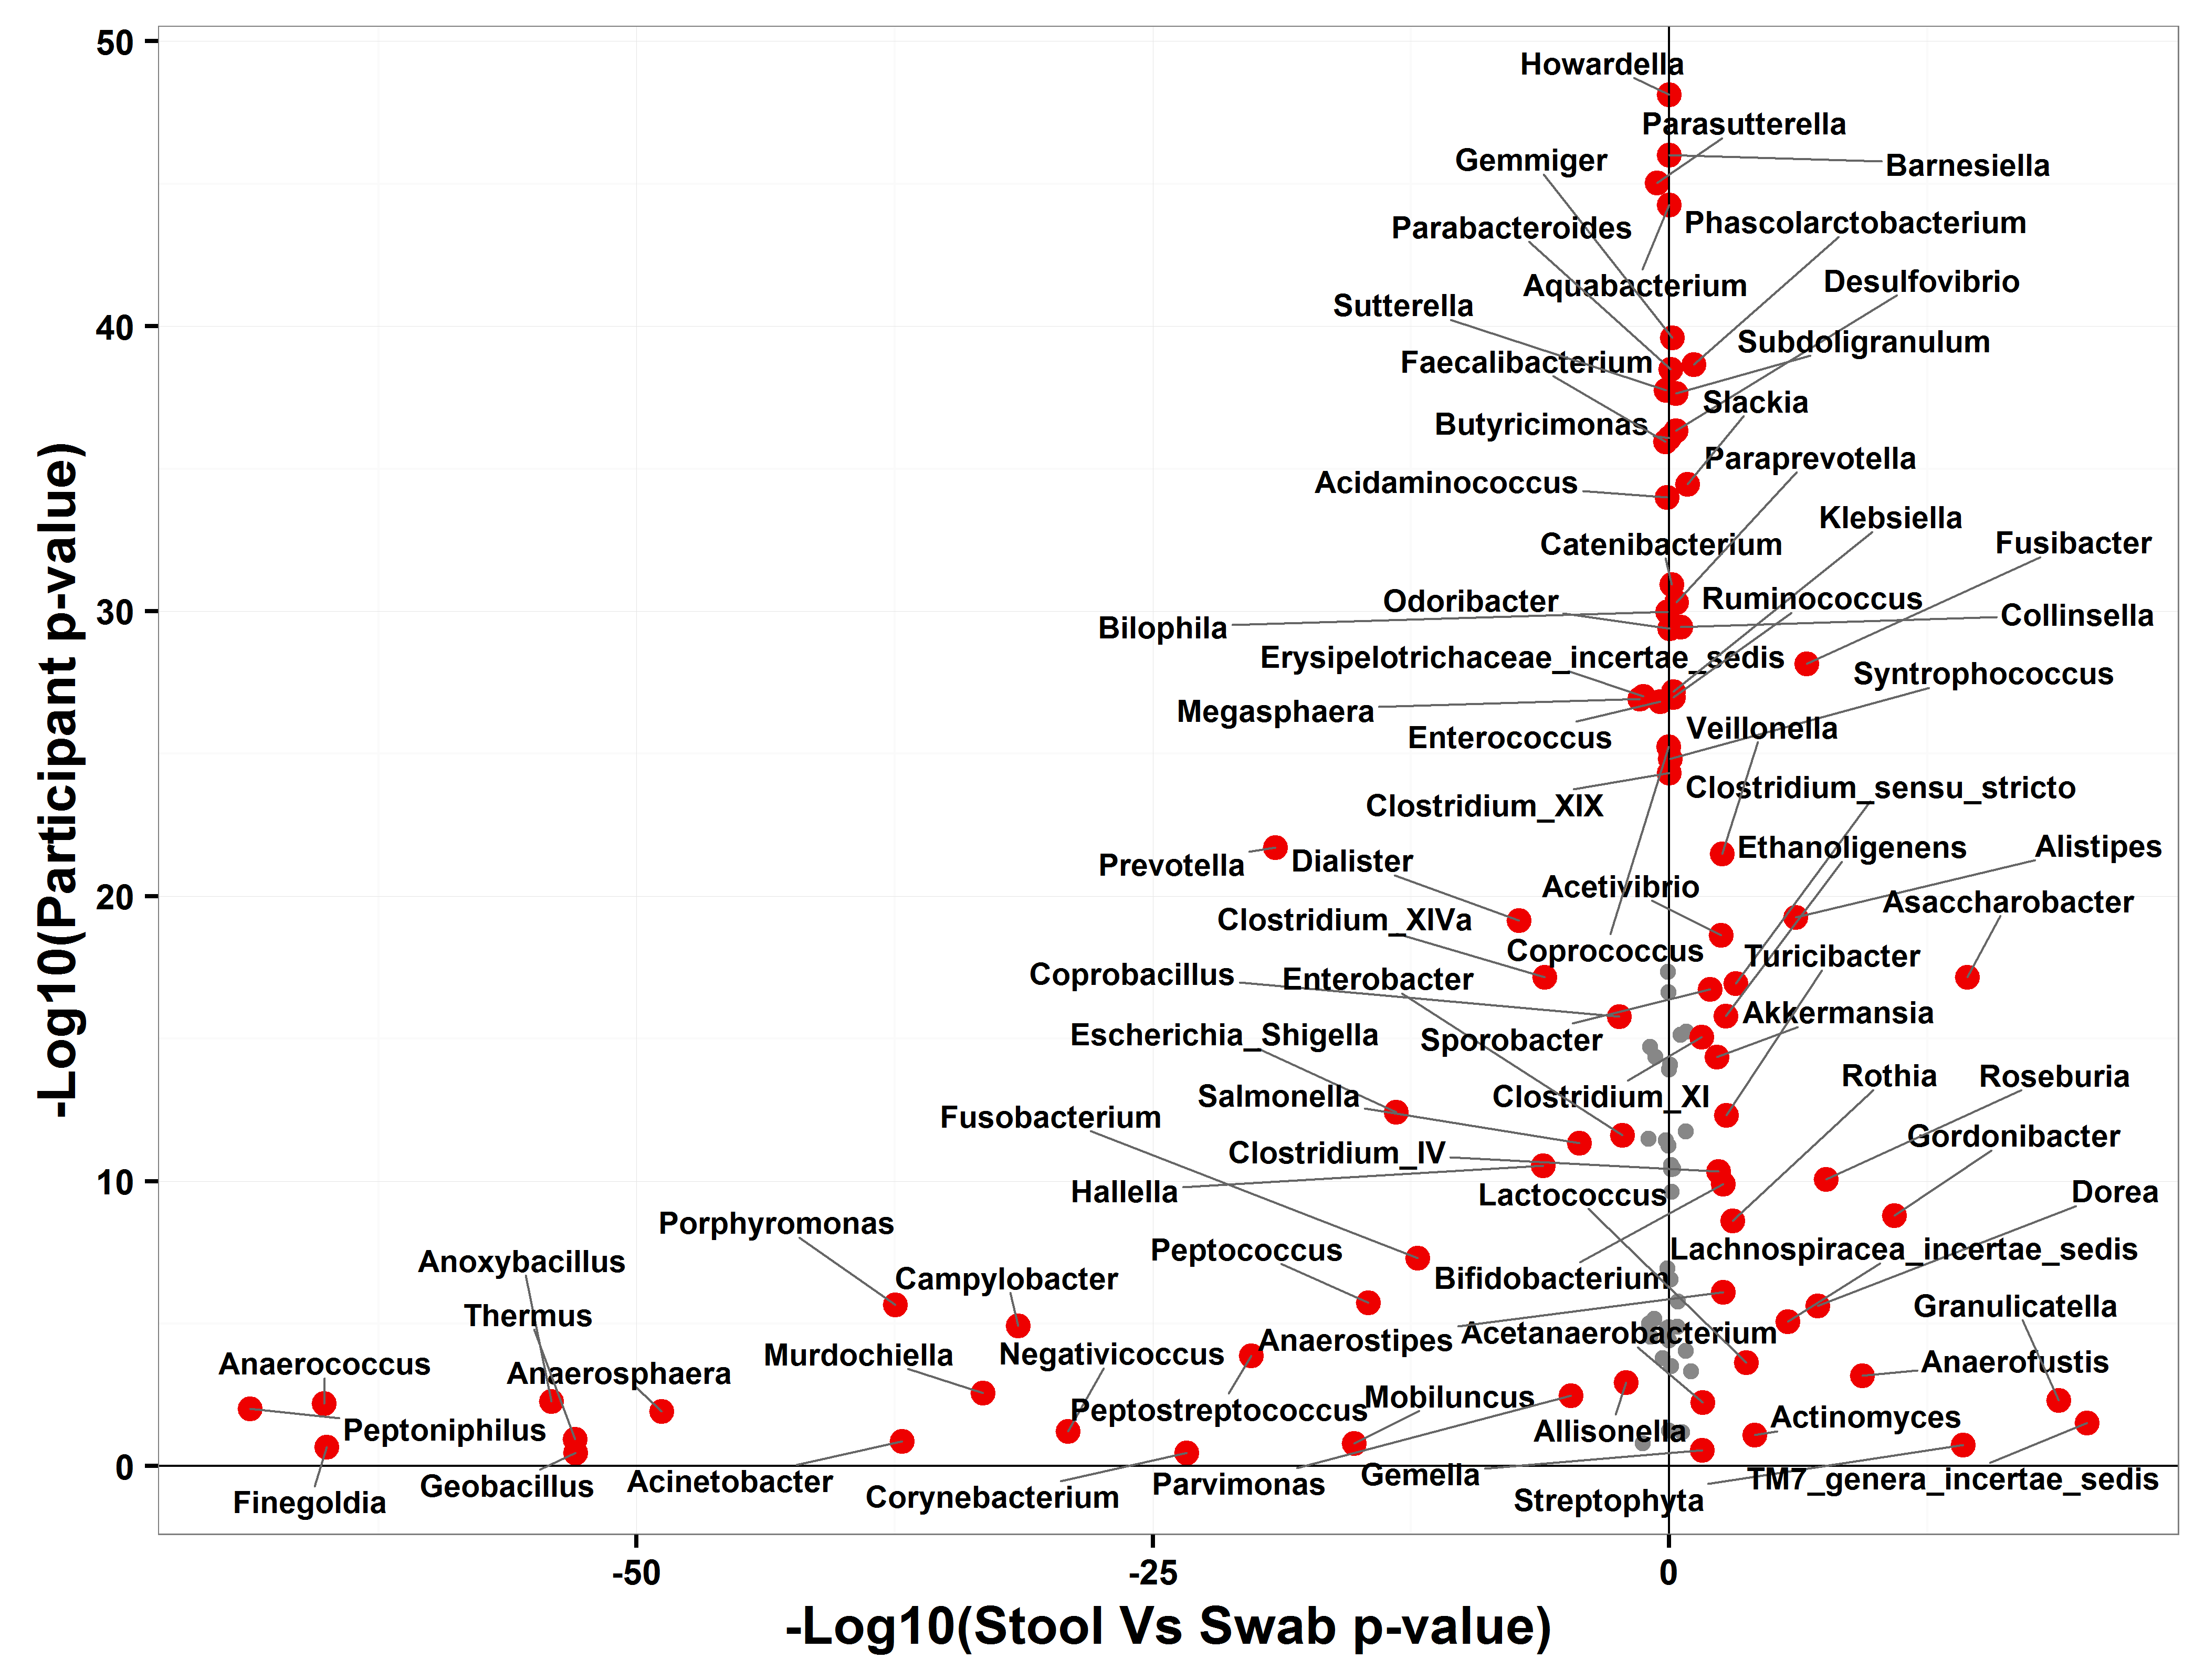 50
Howardella
Parasutterella
Gemmiger
Barnesiella
Parabacteroides
Phascolarctobacterium
Aquabacterium
Desulfovibrio
Sutterella
40
Subdoligranulum
Faecalibacterium
Slackia
Butyricimonas
Paraprevotella
Acidaminococcus
Klebsiella
Catenibacterium
Fusibacter
30
Odoribacter
Ruminococcus
Collinsella
Bilophila
Erysipelotrichaceae_incertae_sedis
Syntrophococcus
Megasphaera
Enterococcus
Veillonella
Clostridium_sensu_stricto
Clostridium_XIX
Prevotella
Dialister
Ethanoligenens
Alistipes
20
Acetivibrio
Asaccharobacter
Clostridium_XIVa
Coprococcus
Turicibacter
Coprobacillus
Enterobacter
Akkermansia
Escherichia_Shigella
Sporobacter
Rothia
Roseburia
Salmonella
Clostridium_XI
Fusobacterium
Gordonibacter
Clostridium_IV
10
Hallella
Lactococcus
Dorea
Porphyromonas
Peptococcus
Lachnospiracea_incertae_sedis
Anoxybacillus
Campylobacter
Bifidobacterium
Thermus
Granulicatella
Anaerostipes
Acetanaerobacterium
Anaerococcus
Anaerosphaera
Murdochiella
Negativicoccus
Anaerofustis
Peptostreptococcus
Mobiluncus
Peptoniphilus
Allisonella
Actinomyces
0
Geobacillus
Acinetobacter
Parvimonas
Gemella
TM7_genera_incertae_sedis
Finegoldia
Corynebacterium
Streptophyta
-50
-25
0
-Log10(Stool Vs Swab p-value)
-Log10(Participant p-value)